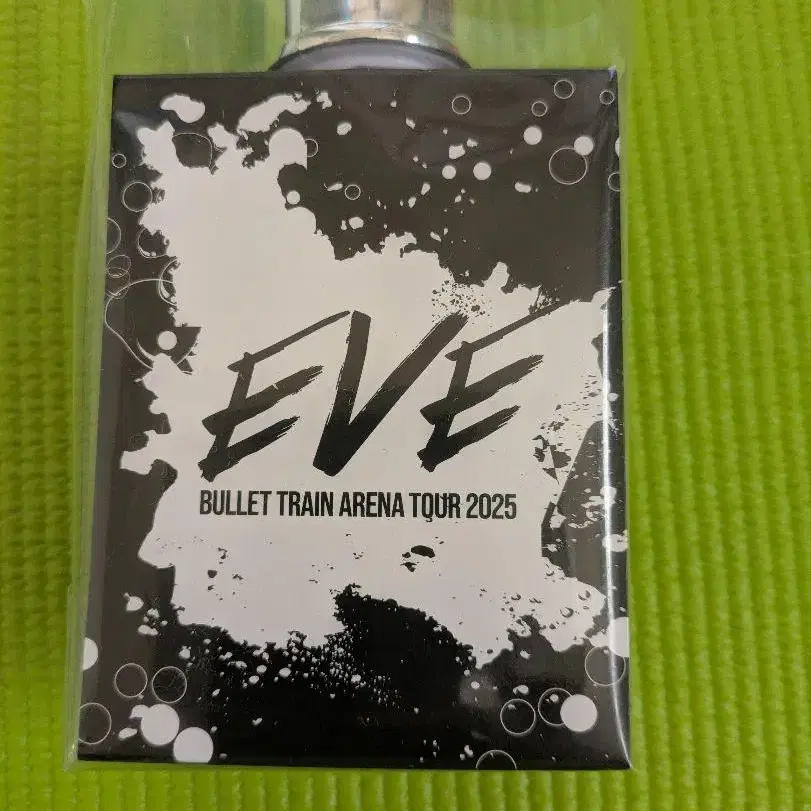 EVE
BULLET TRAIN ARENA TOUR 2025